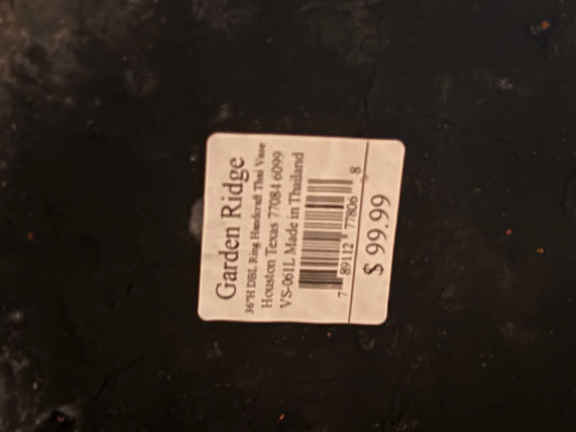 Garden Ridge
36"H DBL Ring Handcraft Thai Vase
Houston Texas 77084 6099
VS-061L Made in Thailand
7 89112 77806 8
$ 99.99